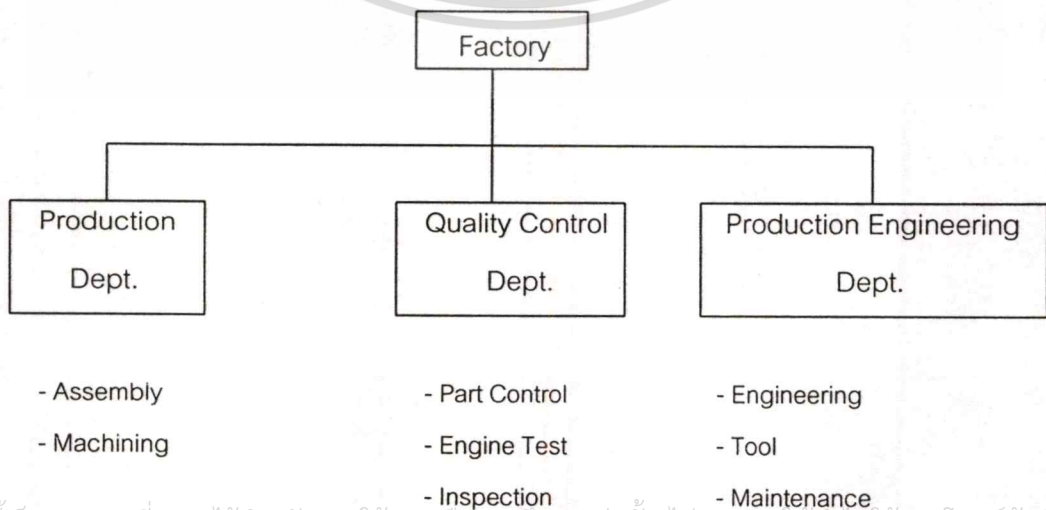 Factory
Production
Dept.
Quality Control
Dept.
Production Engineering
Dept.
- Assembly
- Machining
- Part Control
- Engine Test
- Inspection
- Engineering
- Tool
- Maintenance